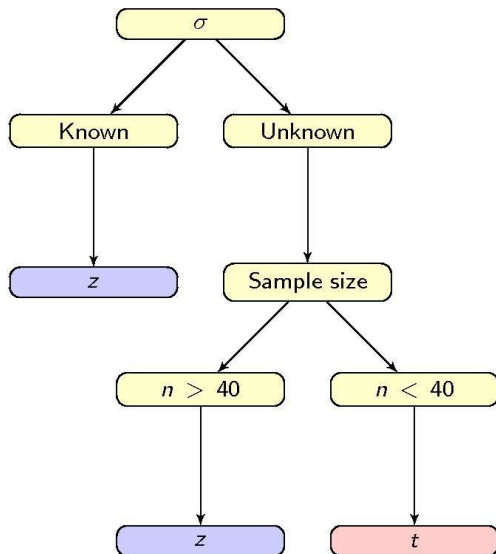 σ
Known
Unknown
z
Sample size
n > 40
n < 40
z
t